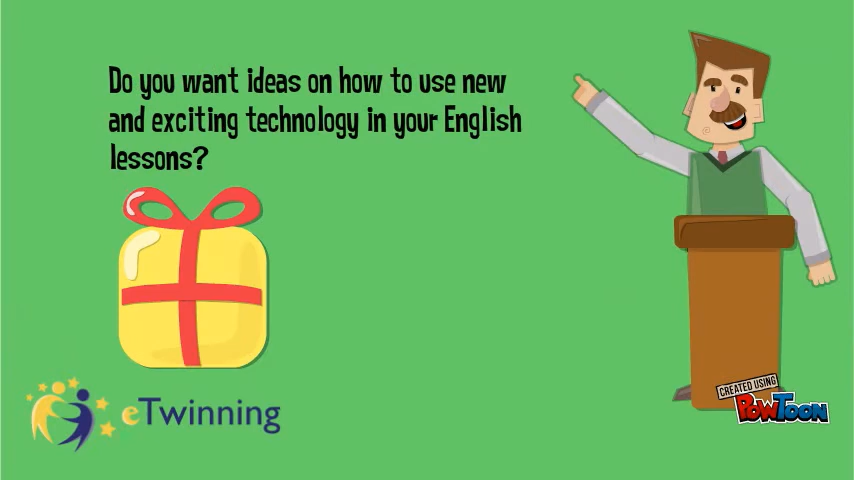 Do you want ideas on how to use new
and exciting technology in your English
lessons?
eTwinning
CREATED USING
POWTOON